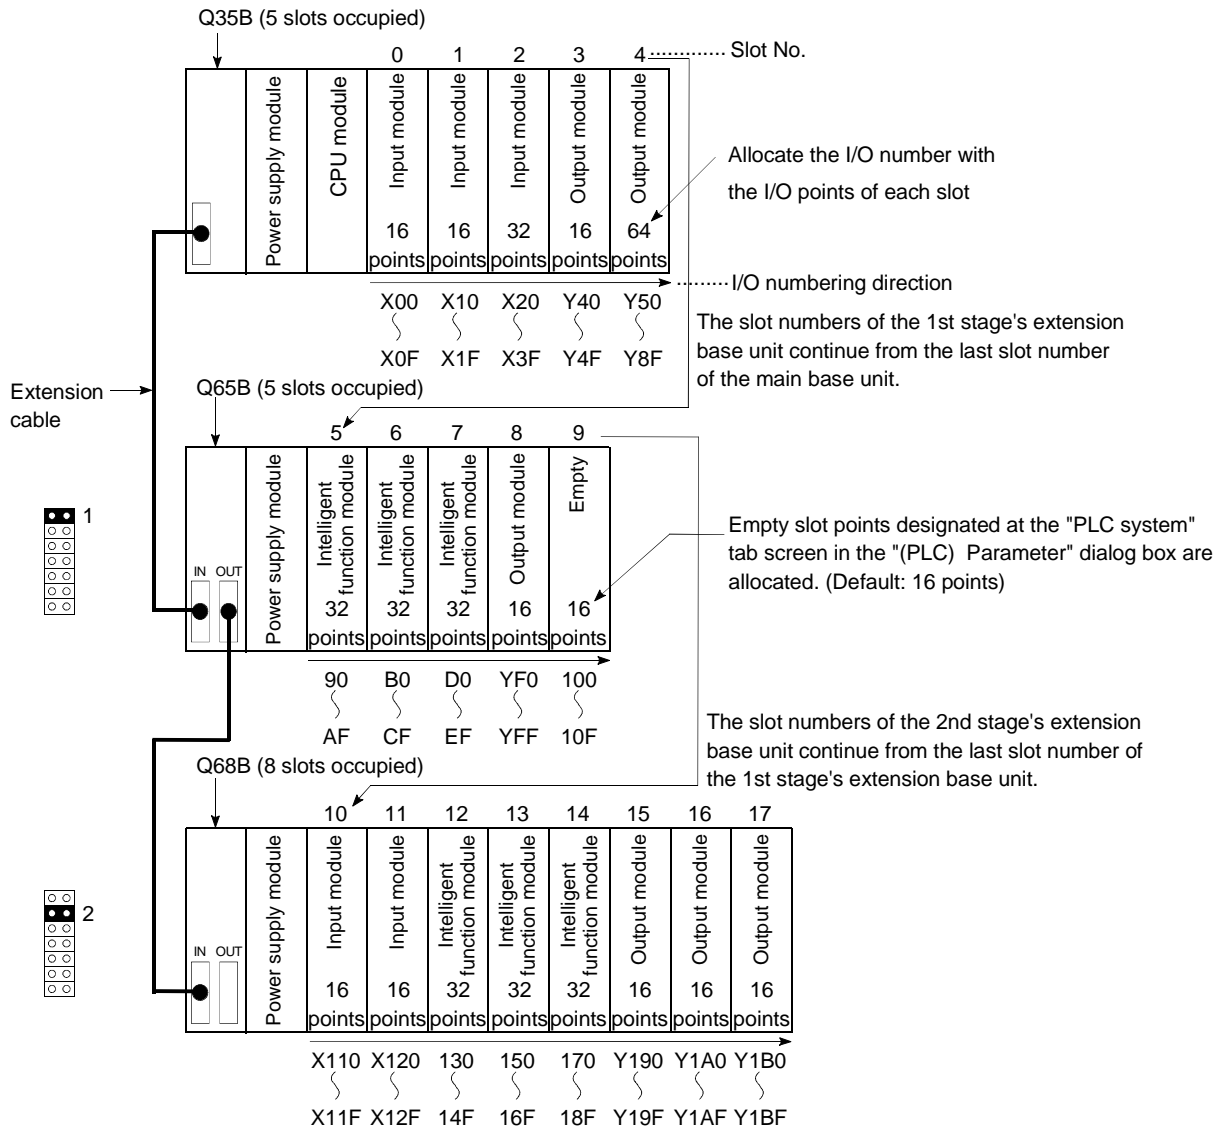 Q35B (5 slots occupied)
0 1 2 3 4 ............. Slot No.
Power supply module
CPU module
Input module
Input module
Input module
Output module
Output module
16 points
16 points
32 points
16 points
64 points
Allocate the I/O number with
the I/O points of each slot
.........I/O numbering direction
X00 X10 X20 Y40 Y50
X0F X1F X3F Y4F Y8F
The slot numbers of the 1st stage's extension
base unit continue from the last slot number
of the main base unit.
Extension
cable
Q65B (5 slots occupied)
5 6 7 8 9
1
IN OUT
Power supply module
Intelligent
function module
Intelligent
function module
Intelligent
function module
Output module
Empty
32 points
32 points
32 points
16 points
16 points
Empty slot points designated at the "PLC system"
tab screen in the "(PLC) Parameter" dialog box are
allocated. (Default: 16 points)
90 B0 D0 YF0 100
AF CF EF YFF 10F
The slot numbers of the 2nd stage's extension
base unit continue from the last slot number of
the 1st stage's extension base unit.
Q68B (8 slots occupied)
10 11 12 13 14 15 16 17
2
IN OUT
Power supply module
Input module
Input module
Intelligent
function module
Intelligent
function module
Intelligent
function module
Output module
Output module
Output module
16 points
16 points
32 points
32 points
32 points
16 points
16 points
16 points
X110 X120 130 150 170 Y190 Y1A0 Y1B0
X11F X12F 14F 16F 18F Y19F Y1AF Y1BF